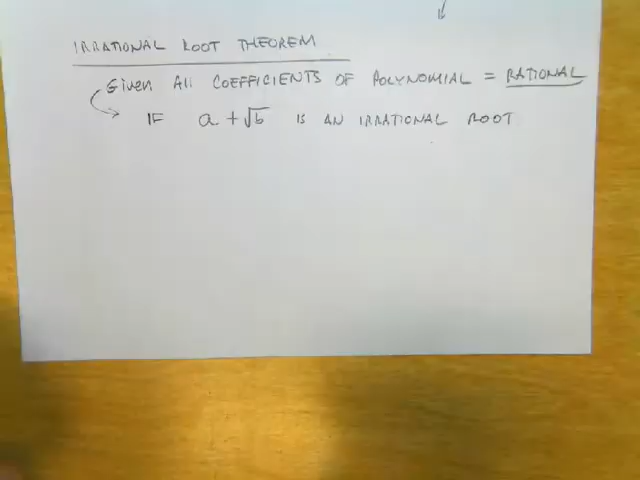 IRRATIONAL ROOT THEOREM
Given All COEFFICIENTS OF POLYNOMIAL = RATIONAL
IF a + √b IS AN IRRATIONAL ROOT